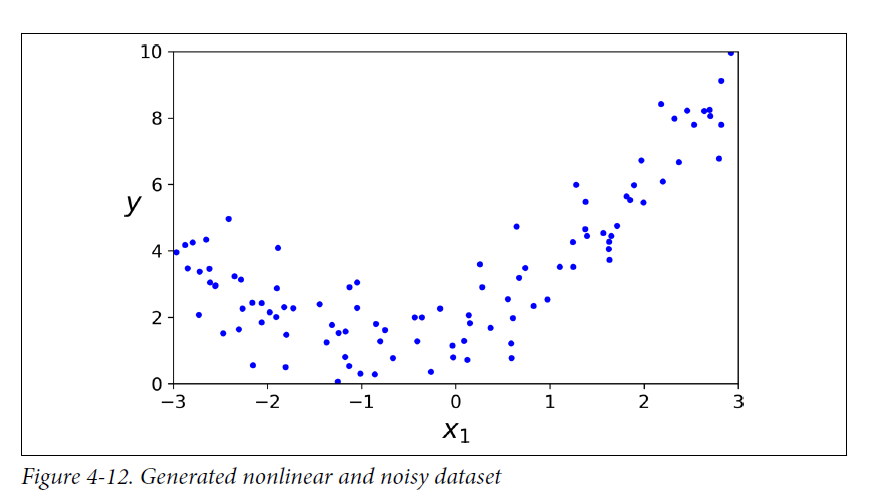 10
8
6
y
4
2
0
−3 −2 −1 0 1 2 3
x1
Figure 4-12. Generated nonlinear and noisy dataset